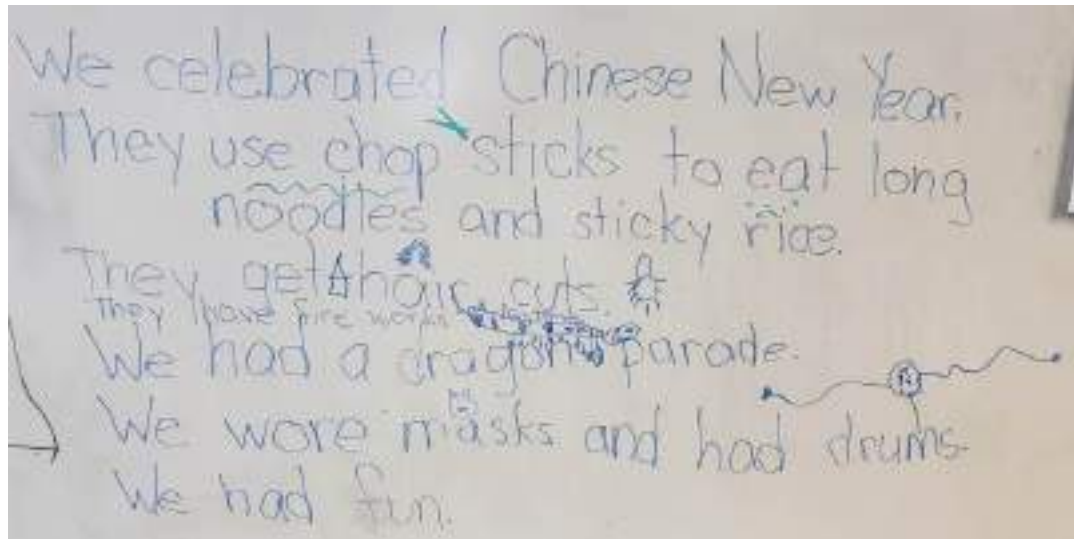 We celebrated Chinese New Year.
They use chop sticks to eat long
noodles and sticky rice.
They get hair cuts.
They have fire works
We had a dragon parade.
We wore masks and had drums.
We had fun.